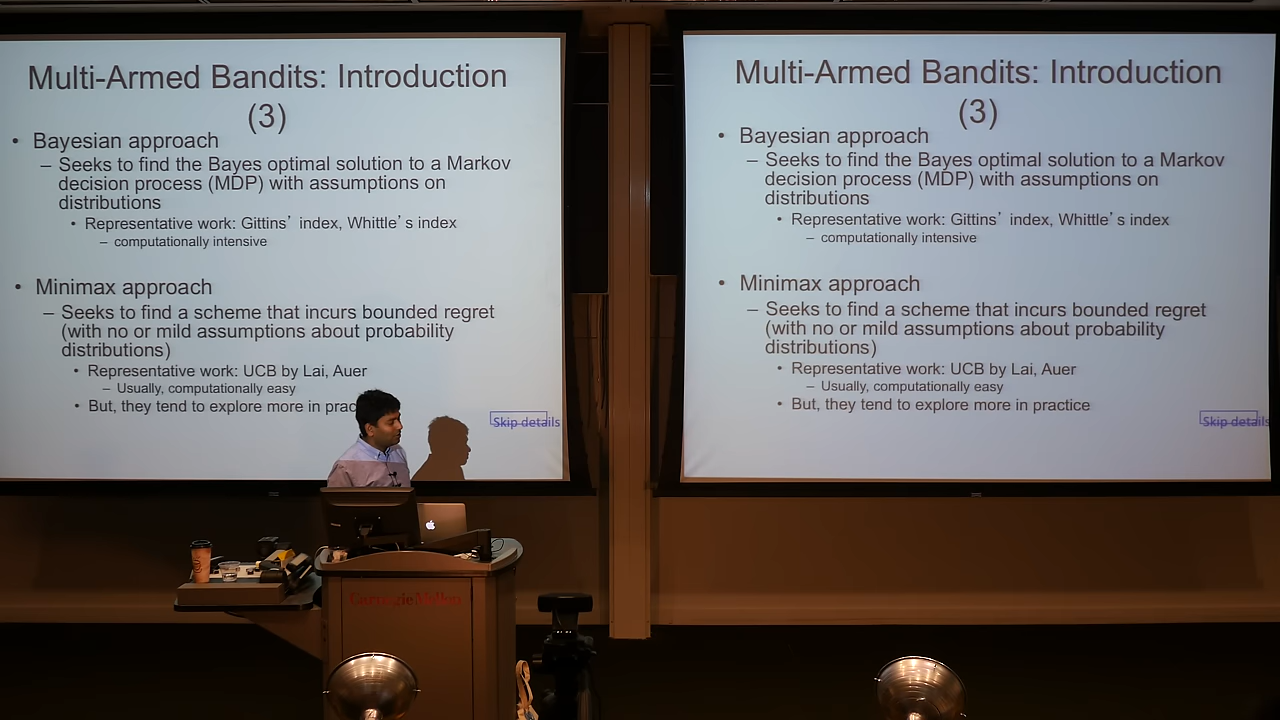 Multi-Armed Bandits: Introduction
(3)
• Bayesian approach
– Seeks to find the Bayes optimal solution to a Markov
decision process (MDP) with assumptions on
distributions
• Representative work: Gittins’ index, Whittle’s index
– computationally intensive
• Minimax approach
– Seeks to find a scheme that incurs bounded regret
(with no or mild assumptions about probability
distributions)
• Representative work: UCB by Lai, Auer
– Usually, computationally easy
• But, they tend to explore more in prac
Skip details
Multi-Armed Bandits: Introduction
(3)
• Bayesian approach
– Seeks to find the Bayes optimal solution to a Markov
decision process (MDP) with assumptions on
distributions
• Representative work: Gittins’ index, Whittle’s index
– computationally intensive
• Minimax approach
– Seeks to find a scheme that incurs bounded regret
(with no or mild assumptions about probability
distributions)
• Representative work: UCB by Lai, Auer
– Usually, computationally easy
• But, they tend to explore more in practice
Skip details
Carnegie Mellon